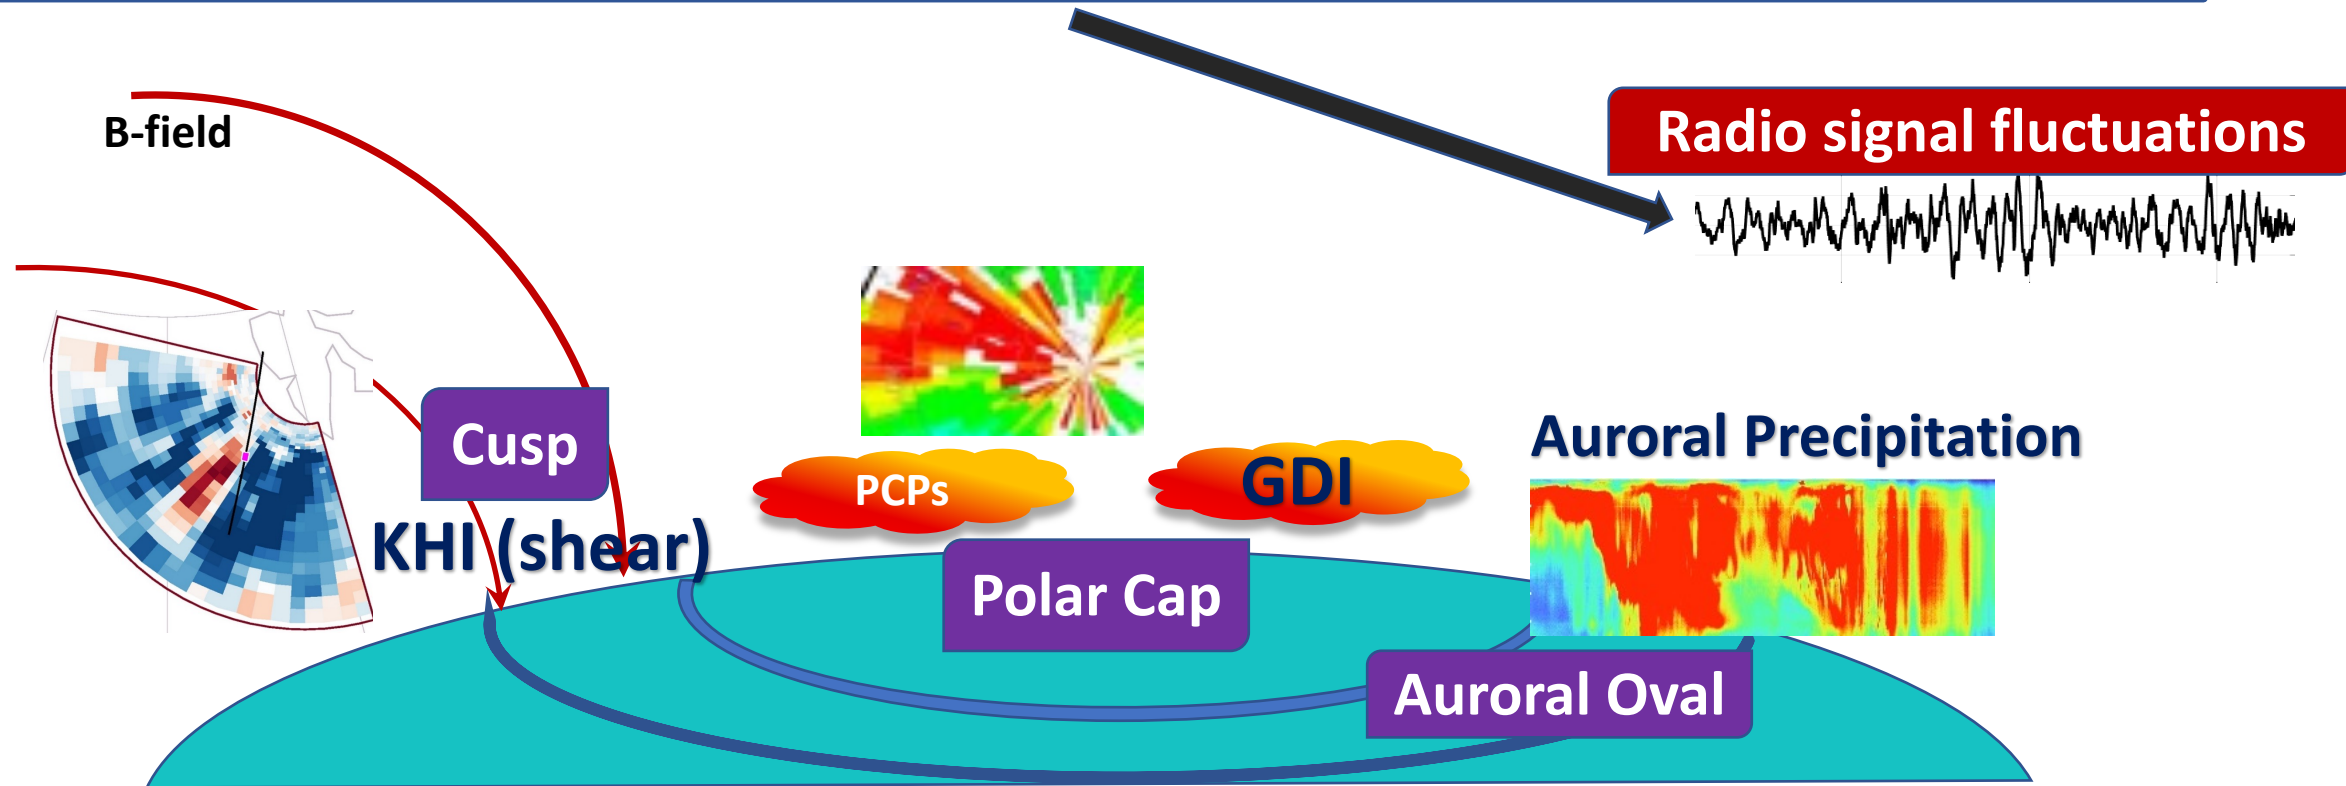 B-field
Radio signal fluctuations
Cusp
KHI (shear)
PCPs
GDI
Auroral Precipitation
Polar Cap
Auroral Oval